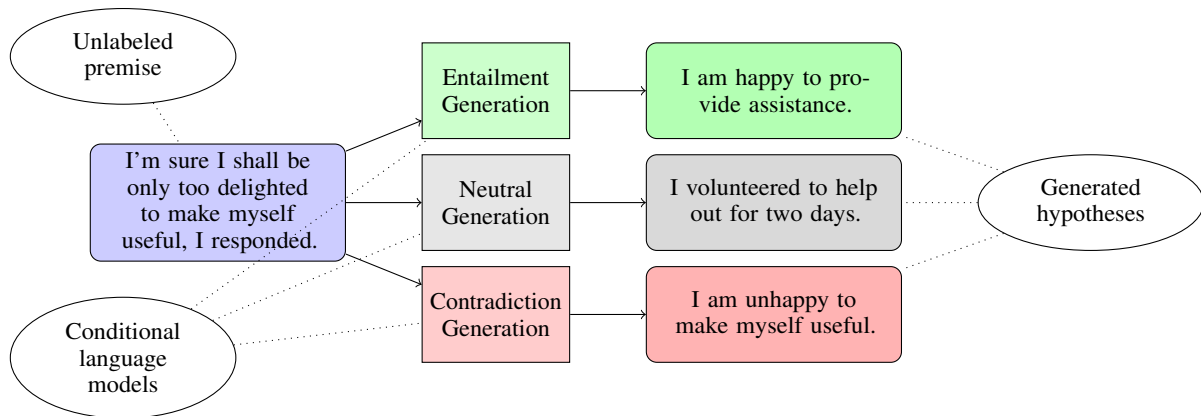 Unlabeled
premise
I'm sure I shall be
only too delighted
to make myself
useful, I responded.
Conditional
language
models
Entailment
Generation
Neutral
Generation
Contradiction
Generation
I am happy to pro-
vide assistance.
I volunteered to help
out for two days.
I am unhappy to
make myself useful.
Generated
hypotheses